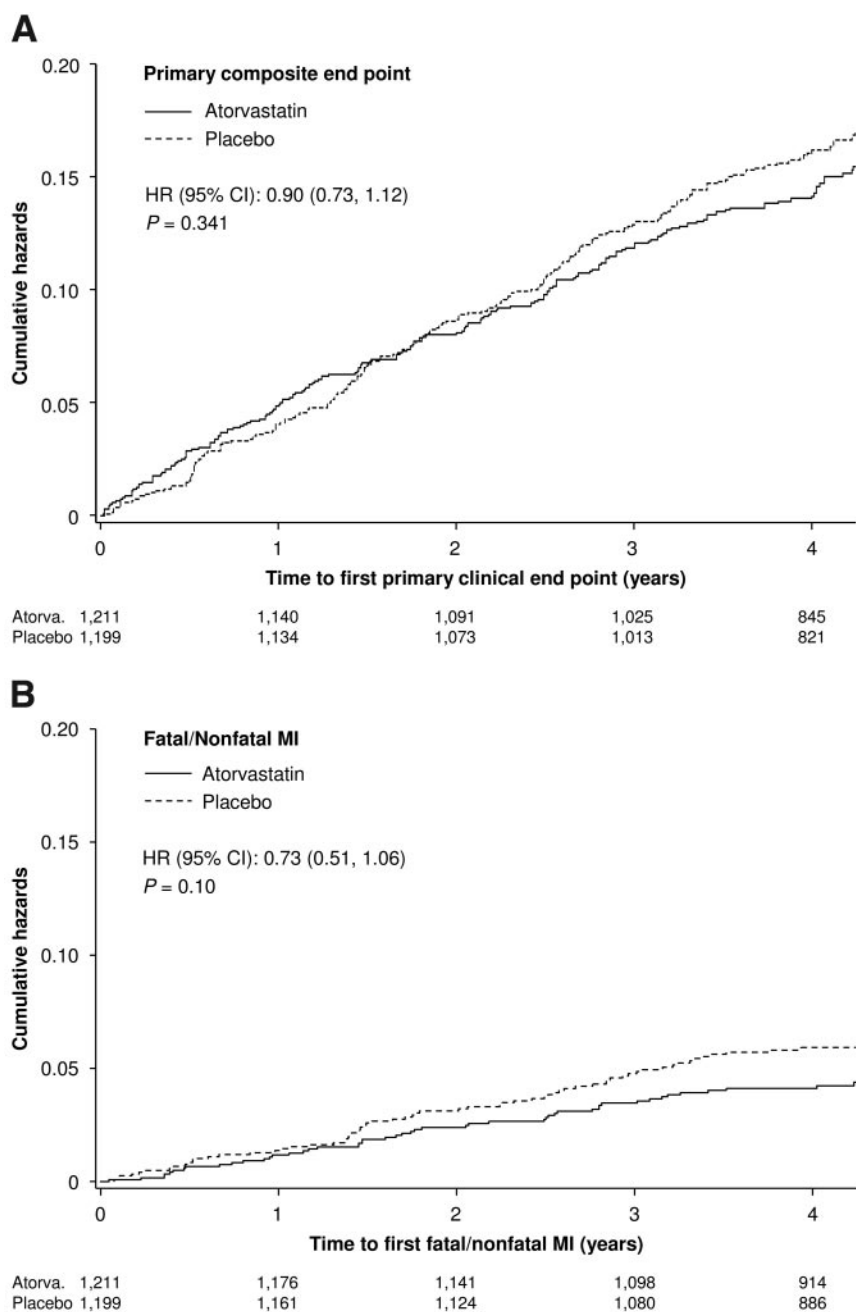 A
Primary composite end point
Atorvastatin
Placebo
HR (95% CI): 0.90 (0.73, 1.12)
P = 0.341
Cumulative hazards
0.20
0.15
0.10
0.05
0
0 1 2 3 4
Time to first primary clinical end point (years)
Atorva. 1,211 1,140 1,091 1,025 845
Placebo 1,199 1,134 1,073 1,013 821
B
Fatal/Nonfatal MI
Atorvastatin
Placebo
HR (95% CI): 0.73 (0.51, 1.06)
P = 0.10
Cumulative hazards
0.20
0.15
0.10
0.05
0
0 1 2 3 4
Time to first fatal/nonfatal MI (years)
Atorva. 1,211 1,176 1,141 1,098 914
Placebo 1,199 1,161 1,124 1,080 886